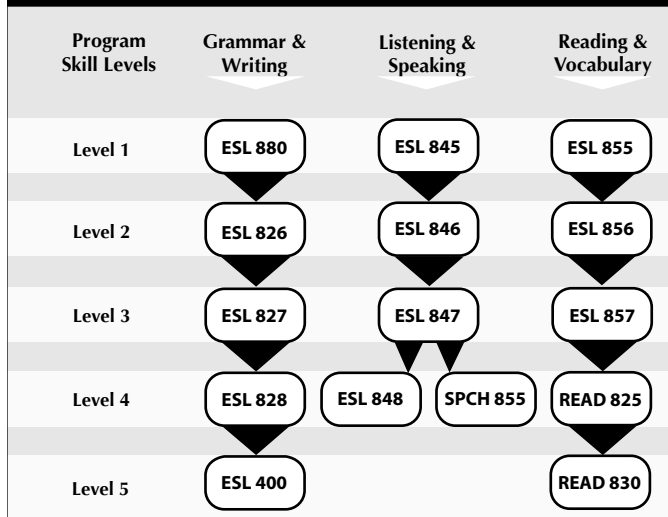 Program Skill Levels
Grammar & Writing
Listening & Speaking
Reading & Vocabulary
Level 1
ESL 880
ESL 845
ESL 855
Level 2
ESL 826
ESL 846
ESL 856
Level 3
ESL 827
ESL 847
ESL 857
Level 4
ESL 828
ESL 848
SPCH 855
READ 825
Level 5
ESL 400
READ 830